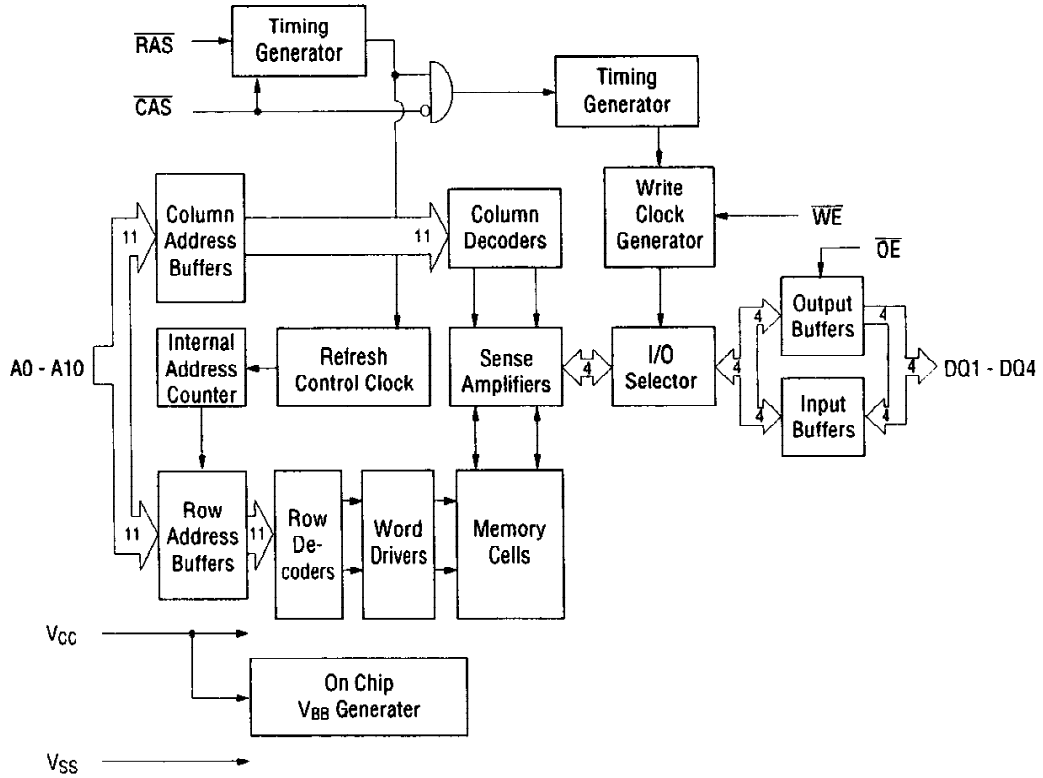 RAS
Timing
Generator
CAS
Timing
Generator
Column
Address
Buffers
11
11
Column
Decoders
Write
Clock
Generator
WE
OE
Output
Buffers
4
4
A0 - A10
Internal
Address
Counter
Refresh
Control Clock
Sense
Amplifiers
4
I/O
Selector
4
4
DQ1 - DQ4
Input
Buffers
4
4
11
Row
Address
Buffers
11
Row
De-
coders
Word
Drivers
Memory
Cells
VCC
On Chip
VBB Generater
VSS